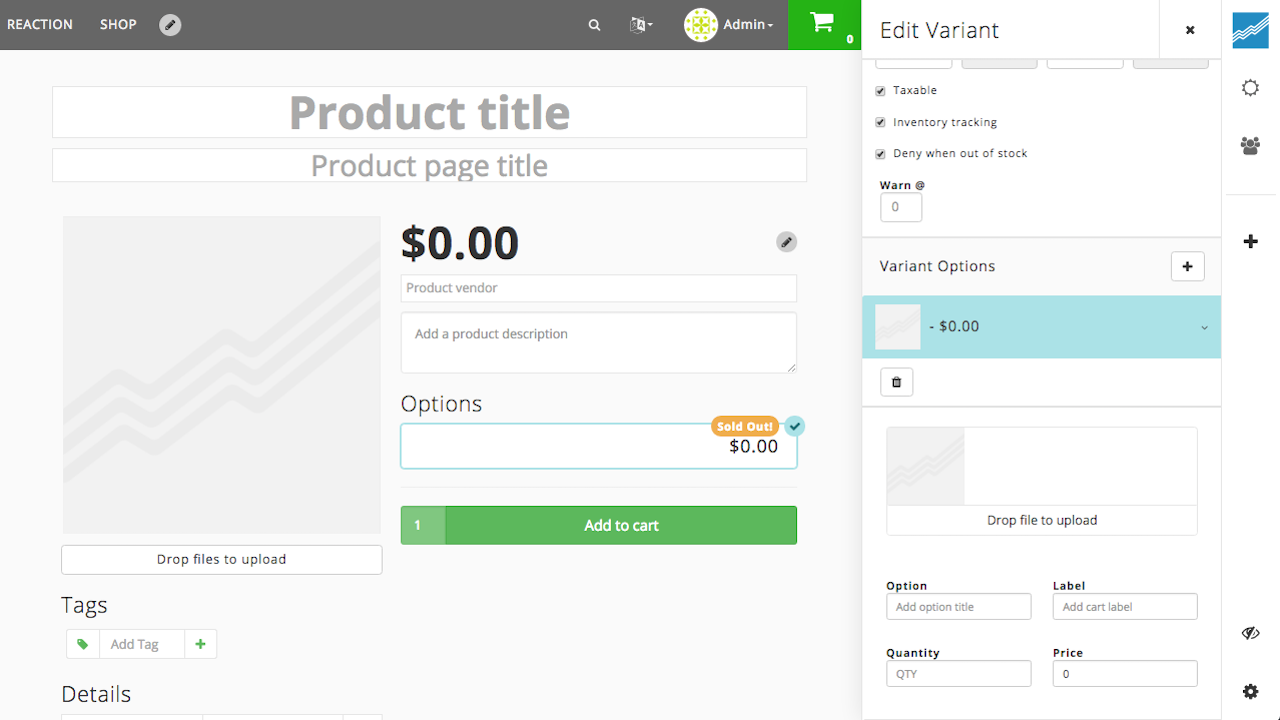 REACTION
SHOP
Admin
0
Edit Variant
Product title
Product page title
$0.00
Product vendor
Add a product description
Options
Sold Out!
$0.00
1
Add to cart
Drop files to upload
Tags
Add Tag
Details
Taxable
Inventory tracking
Deny when out of stock
Warn @
0
Variant Options
- $0.00
Drop file to upload
Option
Label
Add option title
Add cart label
Quantity
Price
QTY
0